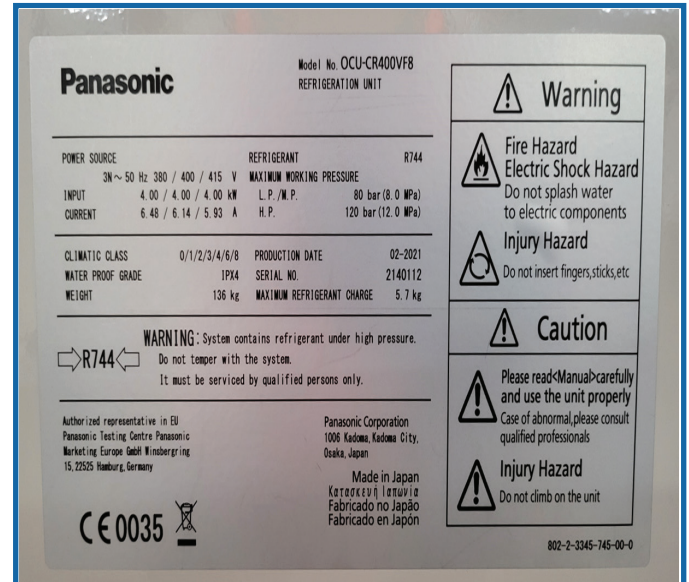 Panasonic
Model No. OCU-CR400VF8
REFRIGERATION UNIT
POWER SOURCE
3N～50 Hz 380 / 400 / 415 V
INPUT 4.00 / 4.00 / 4.00 kW
CURRENT 6.48 / 6.14 / 5.93 A
REFRIGERANT R744
MAXIMUM WORKING PRESSURE
L.P./M.P. 80 bar(8.0 MPa)
H.P. 120 bar(12.0 MPa)
CLIMATIC CLASS 0/1/2/3/4/6/8
WATER PROOF GRADE IPX4
WEIGHT 136 kg
PRODUCTION DATE 02-2021
SERIAL NO. 2140112
MAXIMUM REFRIGERANT CHARGE 5.7 kg
R744
WARNING: System contains refrigerant under high pressure.
Do not temper with the system.
It must be serviced by qualified persons only.
Authorized representative in EU
Panasonic Testing Centre Panasonic
Marketing Europe GmbH Winsbergring
15, 22525 Hamburg, Germany
Panasonic Corporation
1006 Kadoma, Kadoma City,
Osaka, Japan
Made in Japan
Κατασκευή Ιαπωνία
Fabricado no Japão
Fabricado en Japón
CE0035
Warning
Fire Hazard
Electric Shock Hazard
Do not splash water
to electric components
Injury Hazard
Do not insert fingers,sticks,etc
Caution
Please read<Manual>carefully
and use the unit properly
Case of abnormal,please consult
qualified professionals
Injury Hazard
Do not climb on the unit
802-2-3345-745-00-0